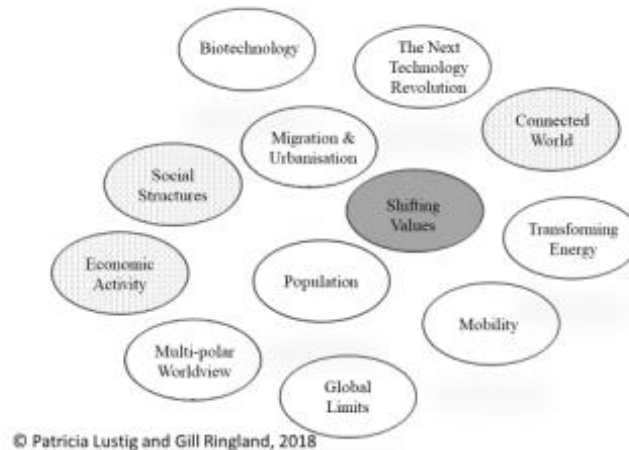 Biotechnology
The Next
Technology
Revolution
Connected
World
Migration &
Urbanisation
Social
Structures
Shifting
Values
Transforming
Energy
Economic
Activity
Population
Mobility
Multi-polar
Worldview
Global
Limits
© Patricia Lustig and Gill Ringland, 2018